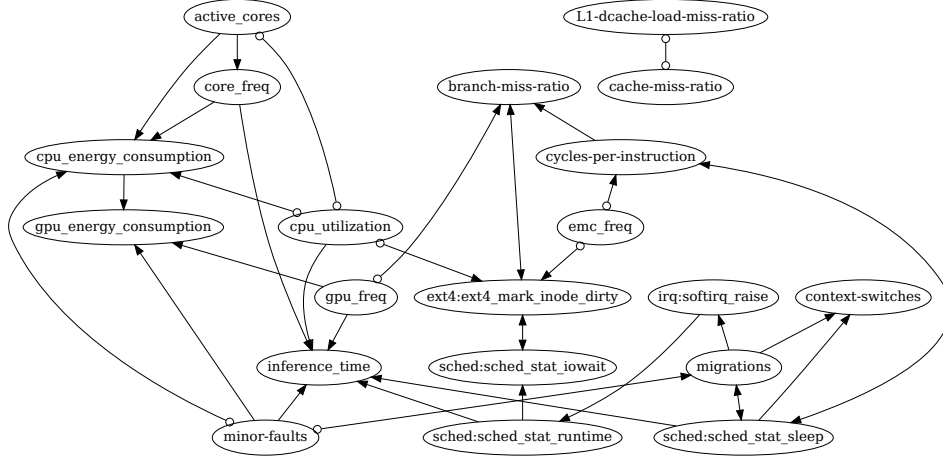 active_cores
L1-dcache-load-miss-ratio
core_freq
branch-miss-ratio
cache-miss-ratio
cpu_energy_consumption
cycles-per-instruction
gpu_energy_consumption
cpu_utilization
emc_freq
gpu_freq
ext4:ext4_mark_inode_dirty
irq:softirq_raise
context-switches
inference_time
sched:sched_stat_iowait
migrations
minor-faults
sched:sched_stat_runtime
sched:sched_stat_sleep